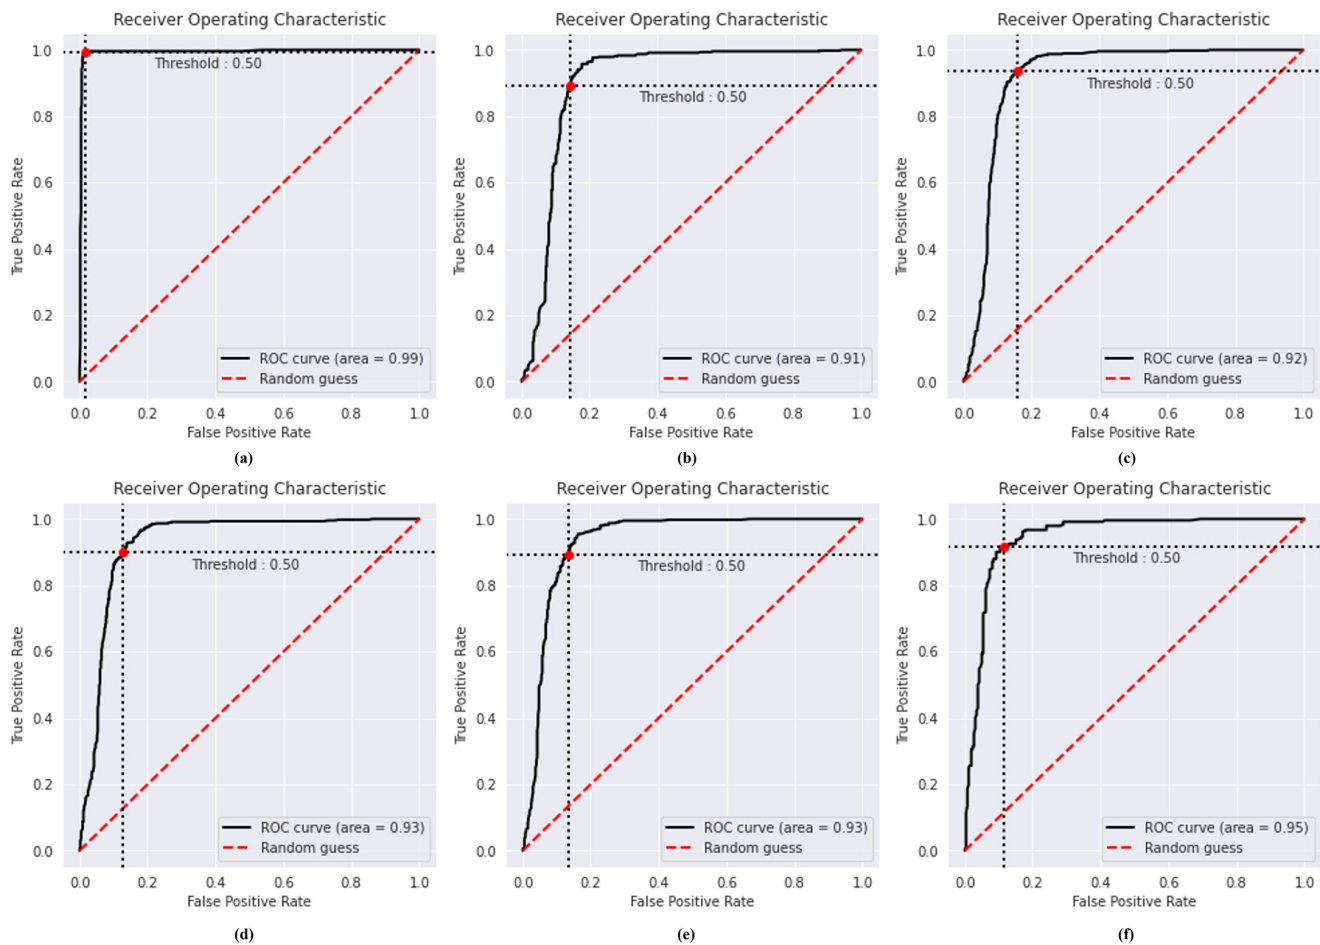 Receiver Operating Characteristic
1.0
0.8
0.6
0.4
0.2
0.0
True Positive Rate
Threshold : 0.50
ROC curve (area = 0.99)
Random guess
0.0 0.2 0.4 0.6 0.8 1.0
False Positive Rate
(a)
Receiver Operating Characteristic
1.0
0.8
0.6
0.4
0.2
0.0
True Positive Rate
Threshold : 0.50
ROC curve (area = 0.91)
Random guess
0.0 0.2 0.4 0.6 0.8 1.0
False Positive Rate
(b)
Receiver Operating Characteristic
1.0
0.8
0.6
0.4
0.2
0.0
True Positive Rate
Threshold : 0.50
ROC curve (area = 0.92)
Random guess
0.0 0.2 0.4 0.6 0.8 1.0
False Positive Rate
(c)
Receiver Operating Characteristic
1.0
0.8
0.6
0.4
0.2
0.0
True Positive Rate
Threshold : 0.50
ROC curve (area = 0.93)
Random guess
0.0 0.2 0.4 0.6 0.8 1.0
False Positive Rate
(d)
Receiver Operating Characteristic
1.0
0.8
0.6
0.4
0.2
0.0
True Positive Rate
Threshold : 0.50
ROC curve (area = 0.93)
Random guess
0.0 0.2 0.4 0.6 0.8 1.0
False Positive Rate
(e)
Receiver Operating Characteristic
1.0
0.8
0.6
0.4
0.2
0.0
True Positive Rate
Threshold : 0.50
ROC curve (area = 0.95)
Random guess
0.0 0.2 0.4 0.6 0.8 1.0
False Positive Rate
(f)